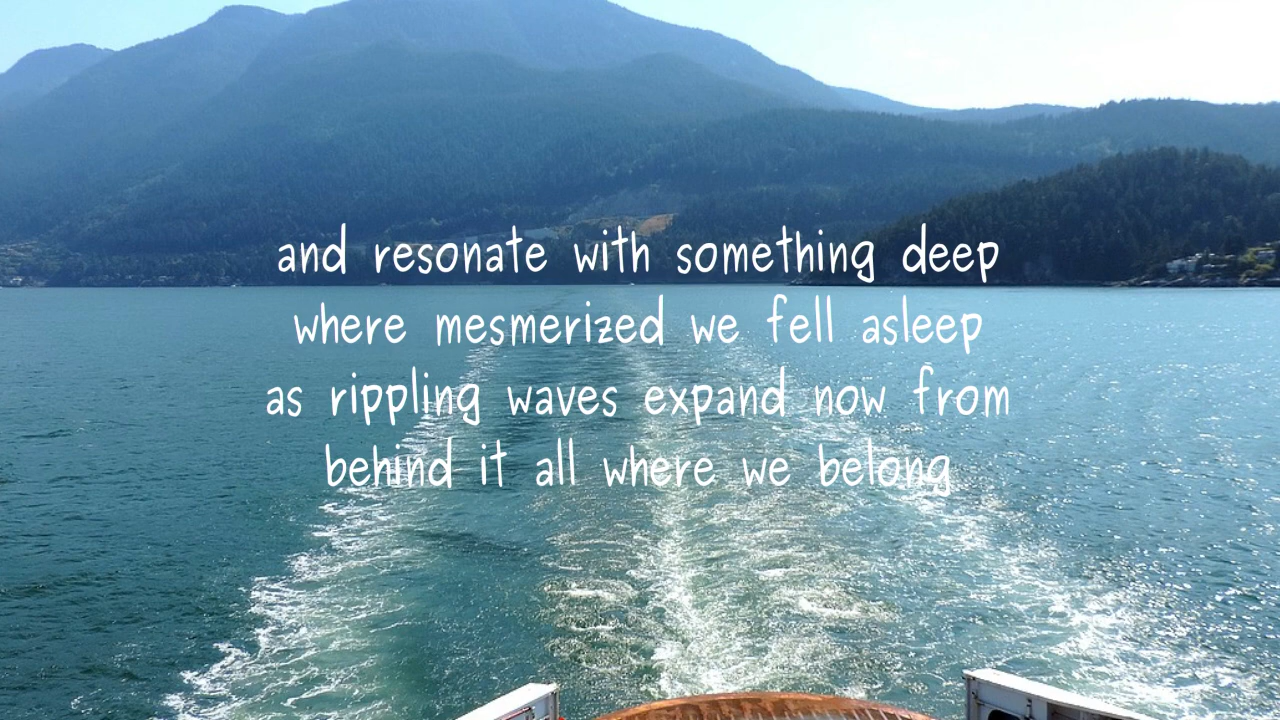 and resonate with something deep
where mesmerized we fell asleep
as rippling waves expand now from
behind it all where we belong